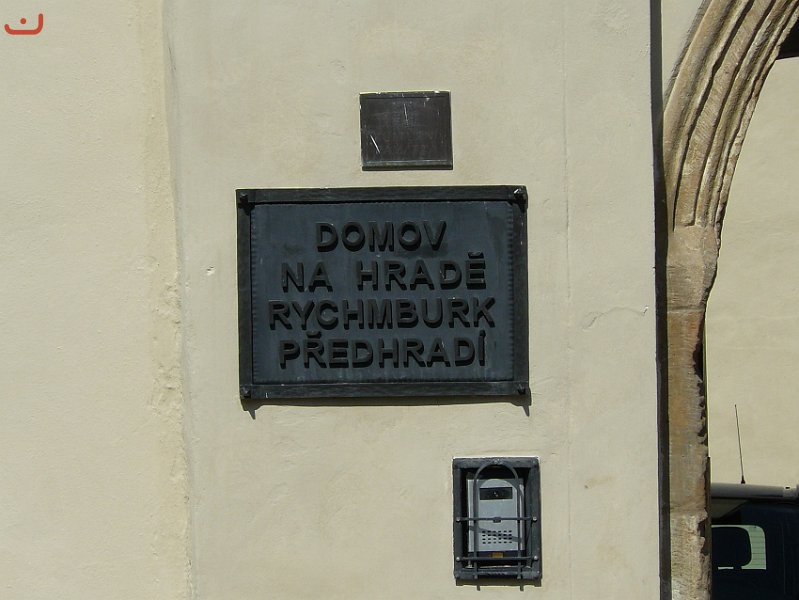 DOMOV
NA HRADĚ
RYCHMBURK
PŘEDHRADÍ